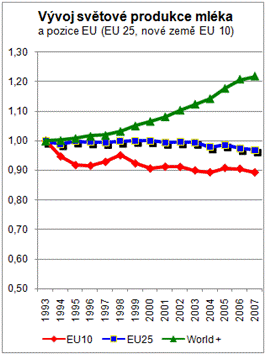 Vývoj světové produkce mléka
a pozice EU (EU 25, nové země EU 10)
1,30
1,20
1,10
1,00
0,90
0,80
0,70
0,60
0,50
1993 1994 1995 1996 1997 1998 1999 2000 2001 2002 2003 2004 2005 2006 2007
EU10 EU25 World+